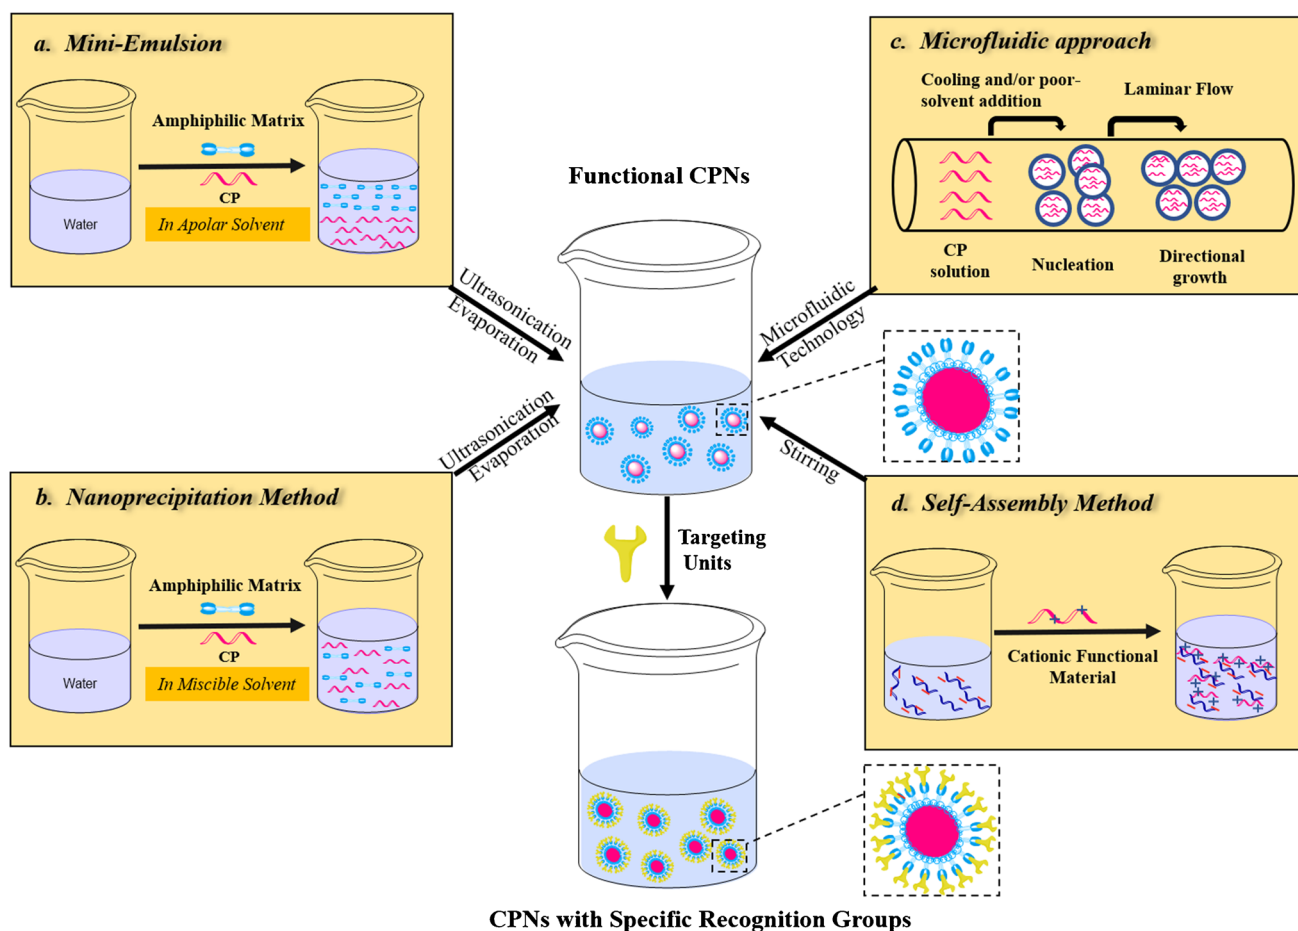 a. Mini-Emulsion
Amphiphilic Matrix
CP
In Apolar Solvent
Water
c. Microfluidic approach
Cooling and/or poor-
solvent addition
Laminar Flow
CP
solution
Nucleation
Directional
growth
Functional CPNs
Ultrasonication
Evaporation
Microfluidic
Technology
Ultrasonication
Evaporation
Stirring
b. Nanoprecipitation Method
Amphiphilic Matrix
CP
In Miscible Solvent
Water
Targeting
Units
d. Self-Assembly Method
Cationic Functional
Material
CPNs with Specific Recognition Groups